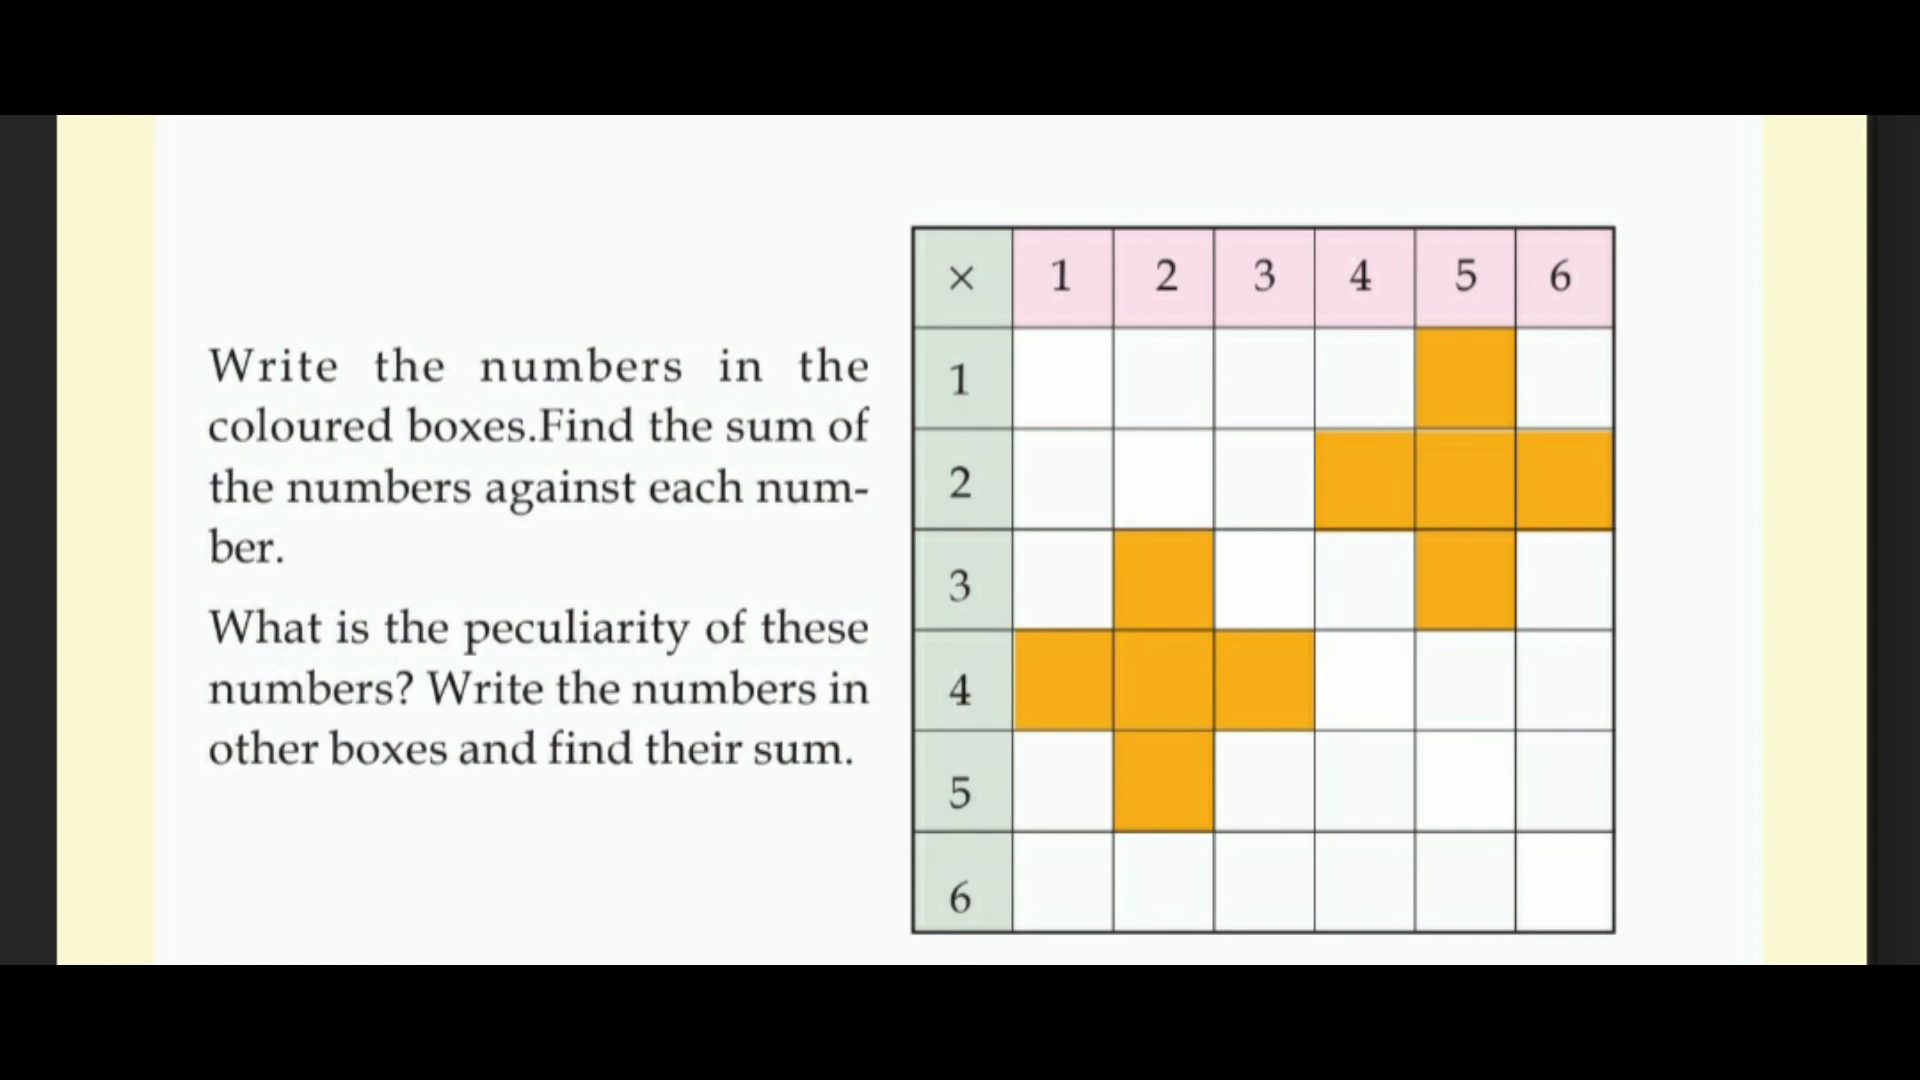 Write the numbers in the
coloured boxes.Find the sum of
the numbers against each num-
ber.
What is the peculiarity of these
numbers? Write the numbers in
other boxes and find their sum.
× 1 2 3 4 5 6
1
2
3
4
5
6